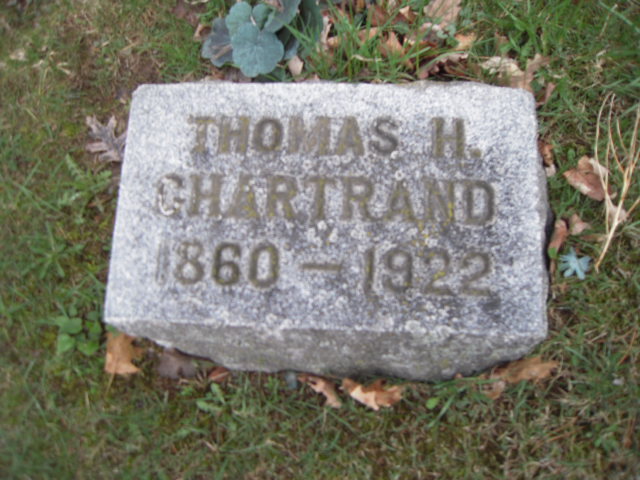 THOMAS H.
CHARTRAND
1860 — 1922